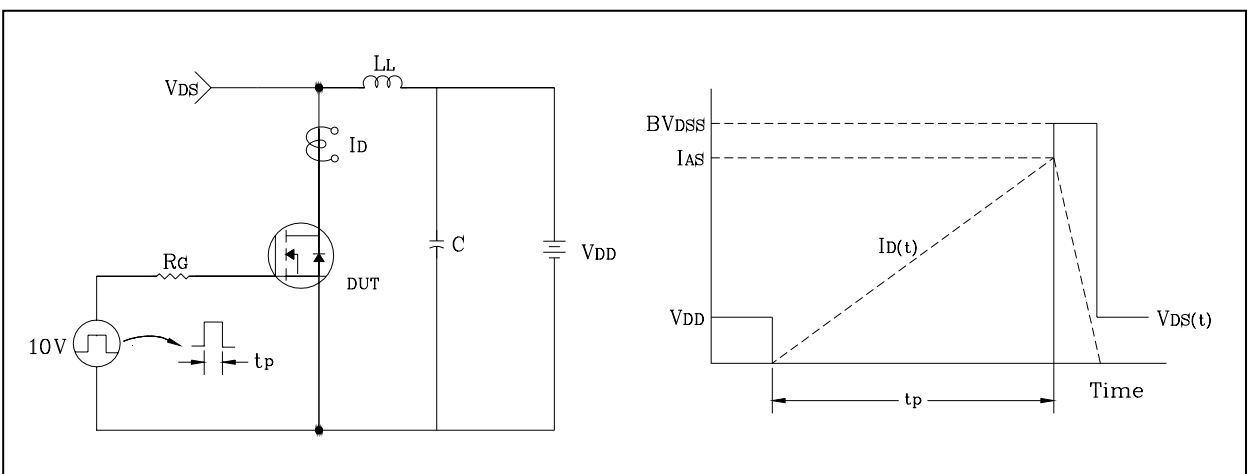 LL
VDS
ID
C
VDD
RG
DUT
10V
tp
BVDSS
IAS
ID(t)
VDD
VDS(t)
Time
tp